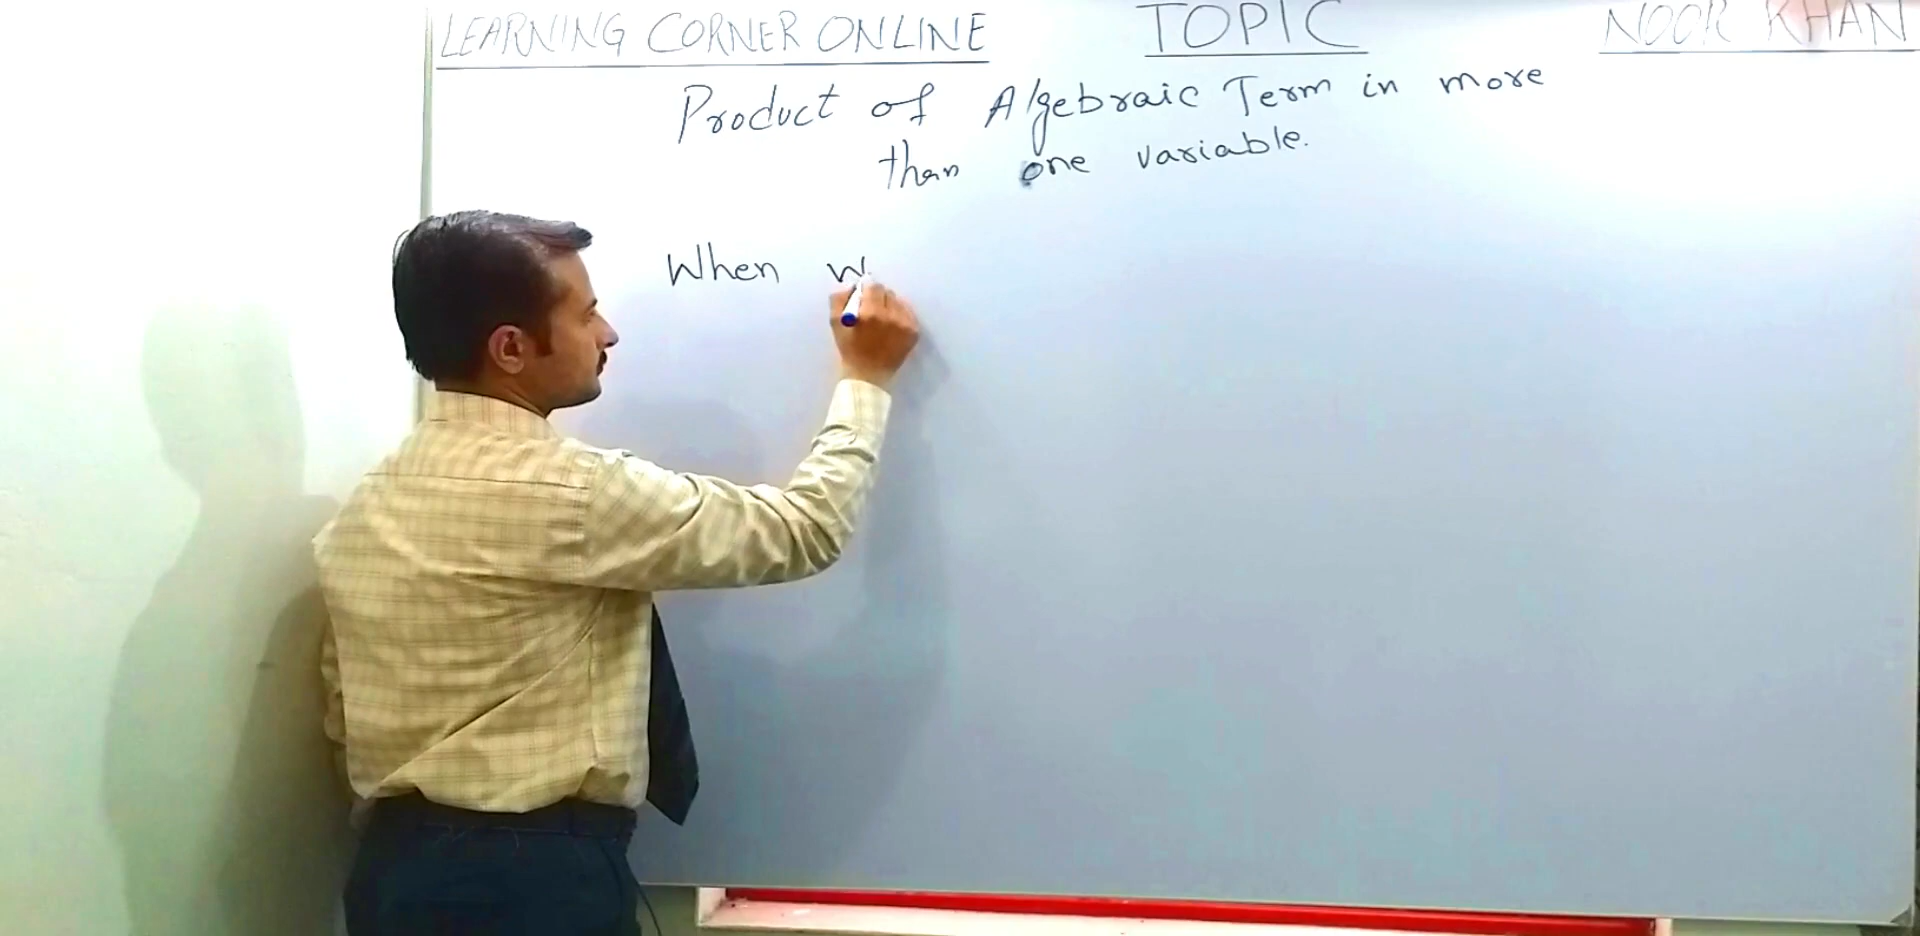 LEARNING CORNER ONLINE TOPIC NOOR KHAN
Product of Algebraic Term in more
than one variable.
When w